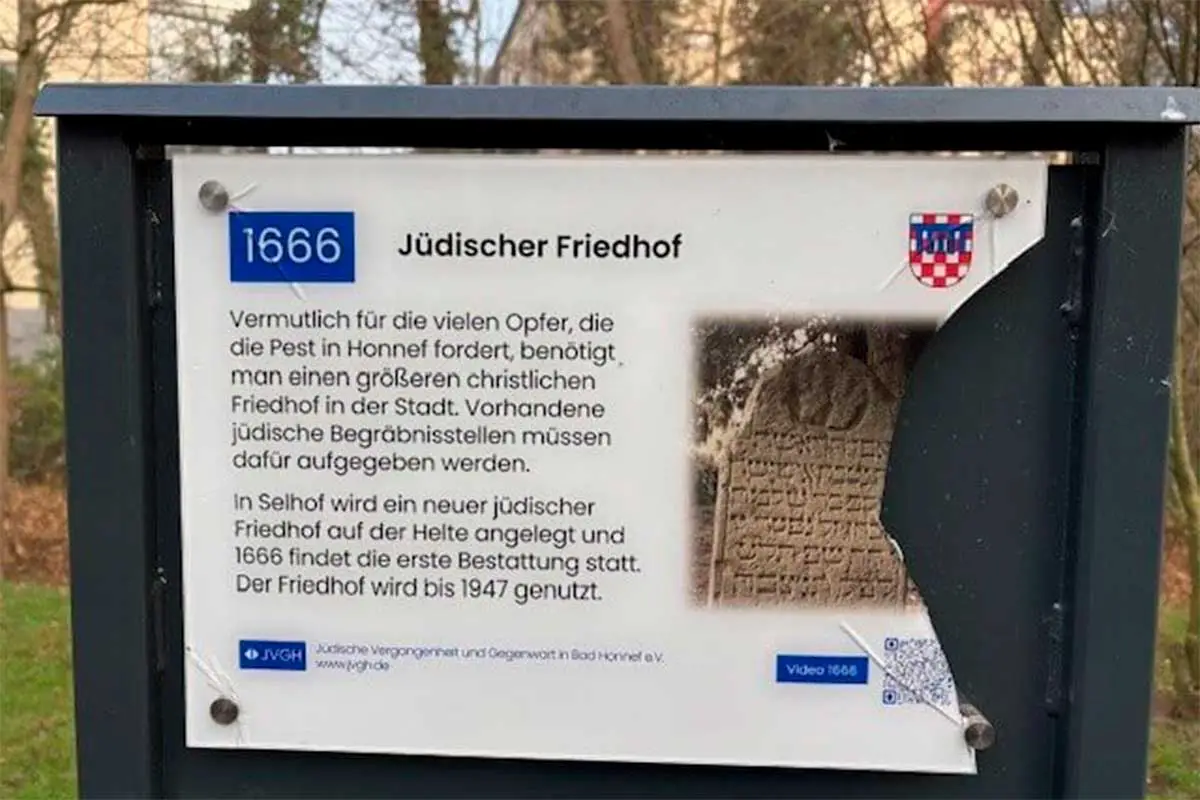 1666
Jüdischer Friedhof
Vermutlich für die vielen Opfer, die
die Pest in Honnef fordert, benötigt
man einen größeren christlichen
Friedhof in der Stadt. Vorhandene
jüdische Begräbnisstellen müssen
dafür aufgegeben werden.
In Selhof wird ein neuer jüdischer
Friedhof auf der Helte angelegt und
1666 findet die erste Bestattung statt.
Der Friedhof wird bis 1947 genutzt.
JVGH
Jüdische Vergangenheit und Gegenwart in Bad Honnef e.V.
www.jvgh.de
Video 1666